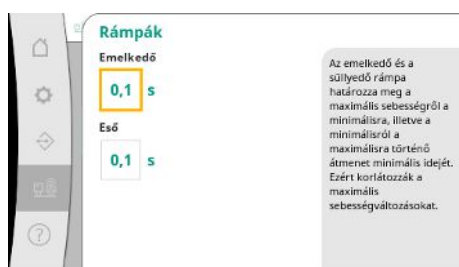 Rámpák
Emelkedő
0,1 s
Eső
0,1 s
Az emelkedő és a
süllyedő rámpa
határozza meg a
maximális sebességről a
minimálisra, illetve a
minimálisról a
maximálisra történő
átmenet minimális idejét.
Ezért korlátozzák a
maximális
sebességváltozásokat.